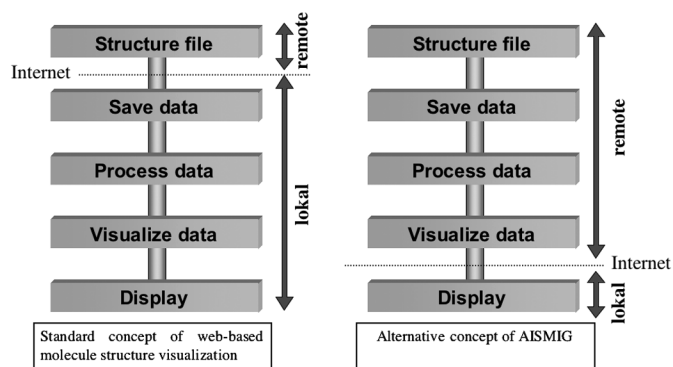 Structure file
remote
Internet
Save data
Process data
lokal
Visualize data
Display
Standard concept of web-based
molecule structure visualization
Structure file
Save data
remote
Process data
Visualize data
Internet
Display
lokal
Alternative concept of AISMIG